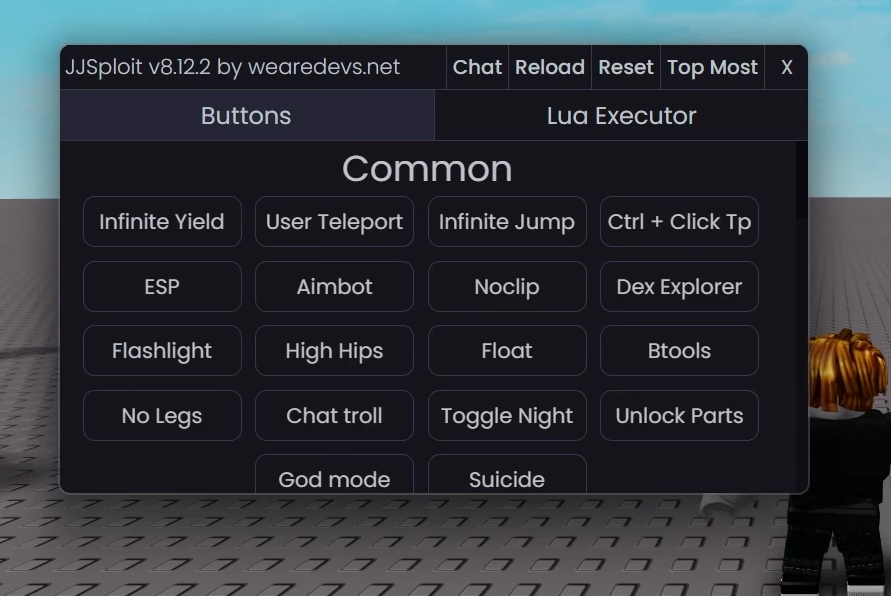 JJSploit v8.12.2 by wearedevs.net Chat Reload Reset Top Most X
Buttons Lua Executor
Common
Infinite Yield User Teleport Infinite Jump Ctrl + Click Tp
ESP Aimbot Noclip Dex Explorer
Flashlight High Hips Float Btools
No Legs Chat troll Toggle Night Unlock Parts
God mode Suicide